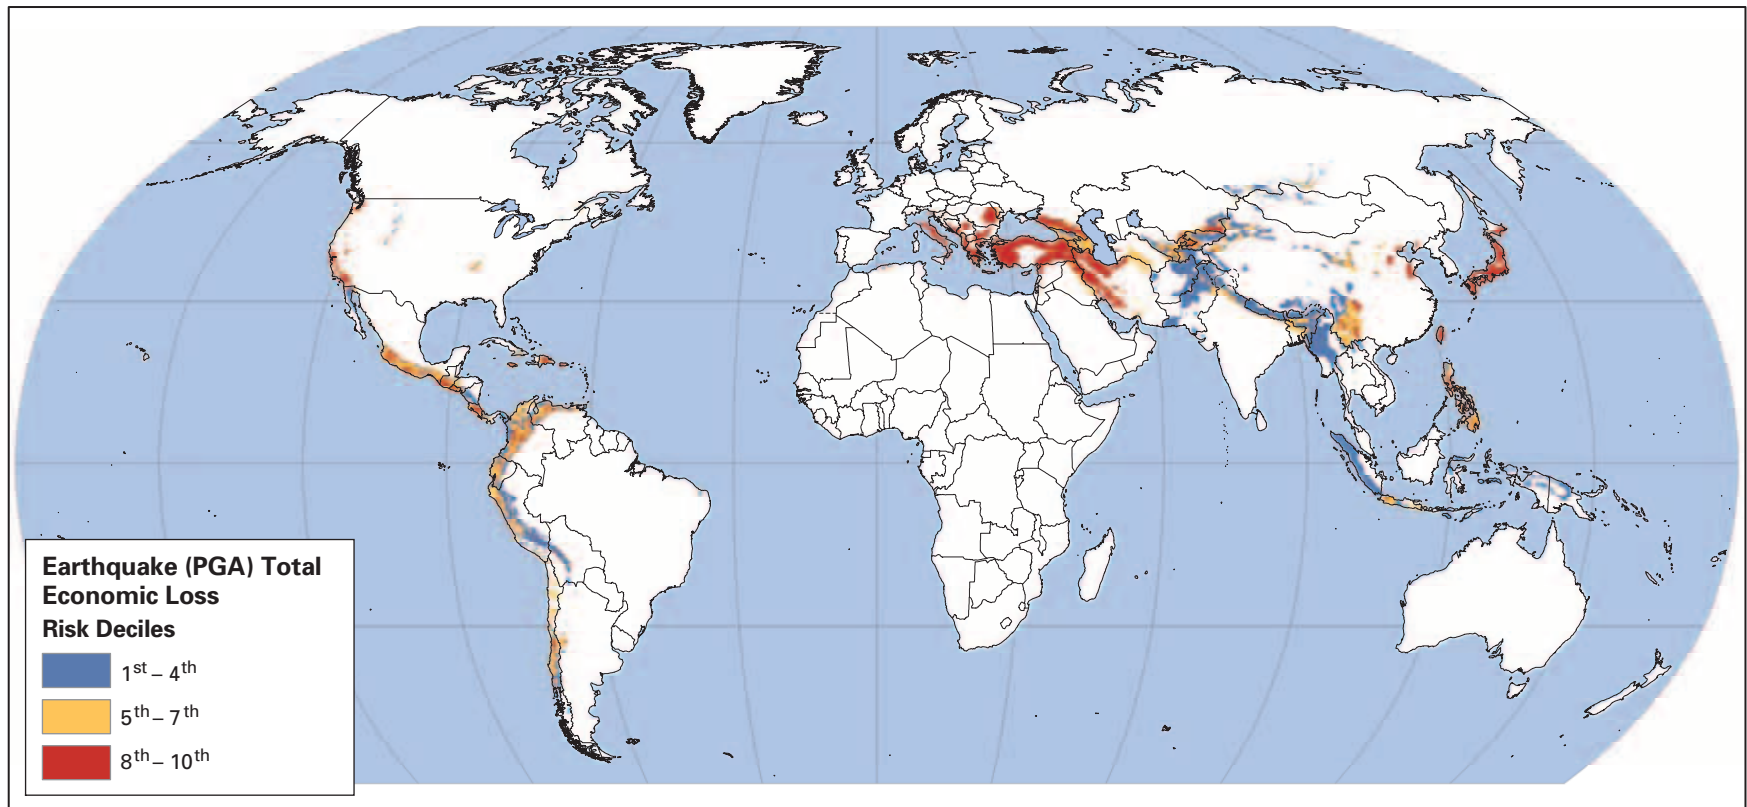 Earthquake (PGA) Total
Economic Loss
Risk Deciles
1st – 4th
5th – 7th
8th – 10th